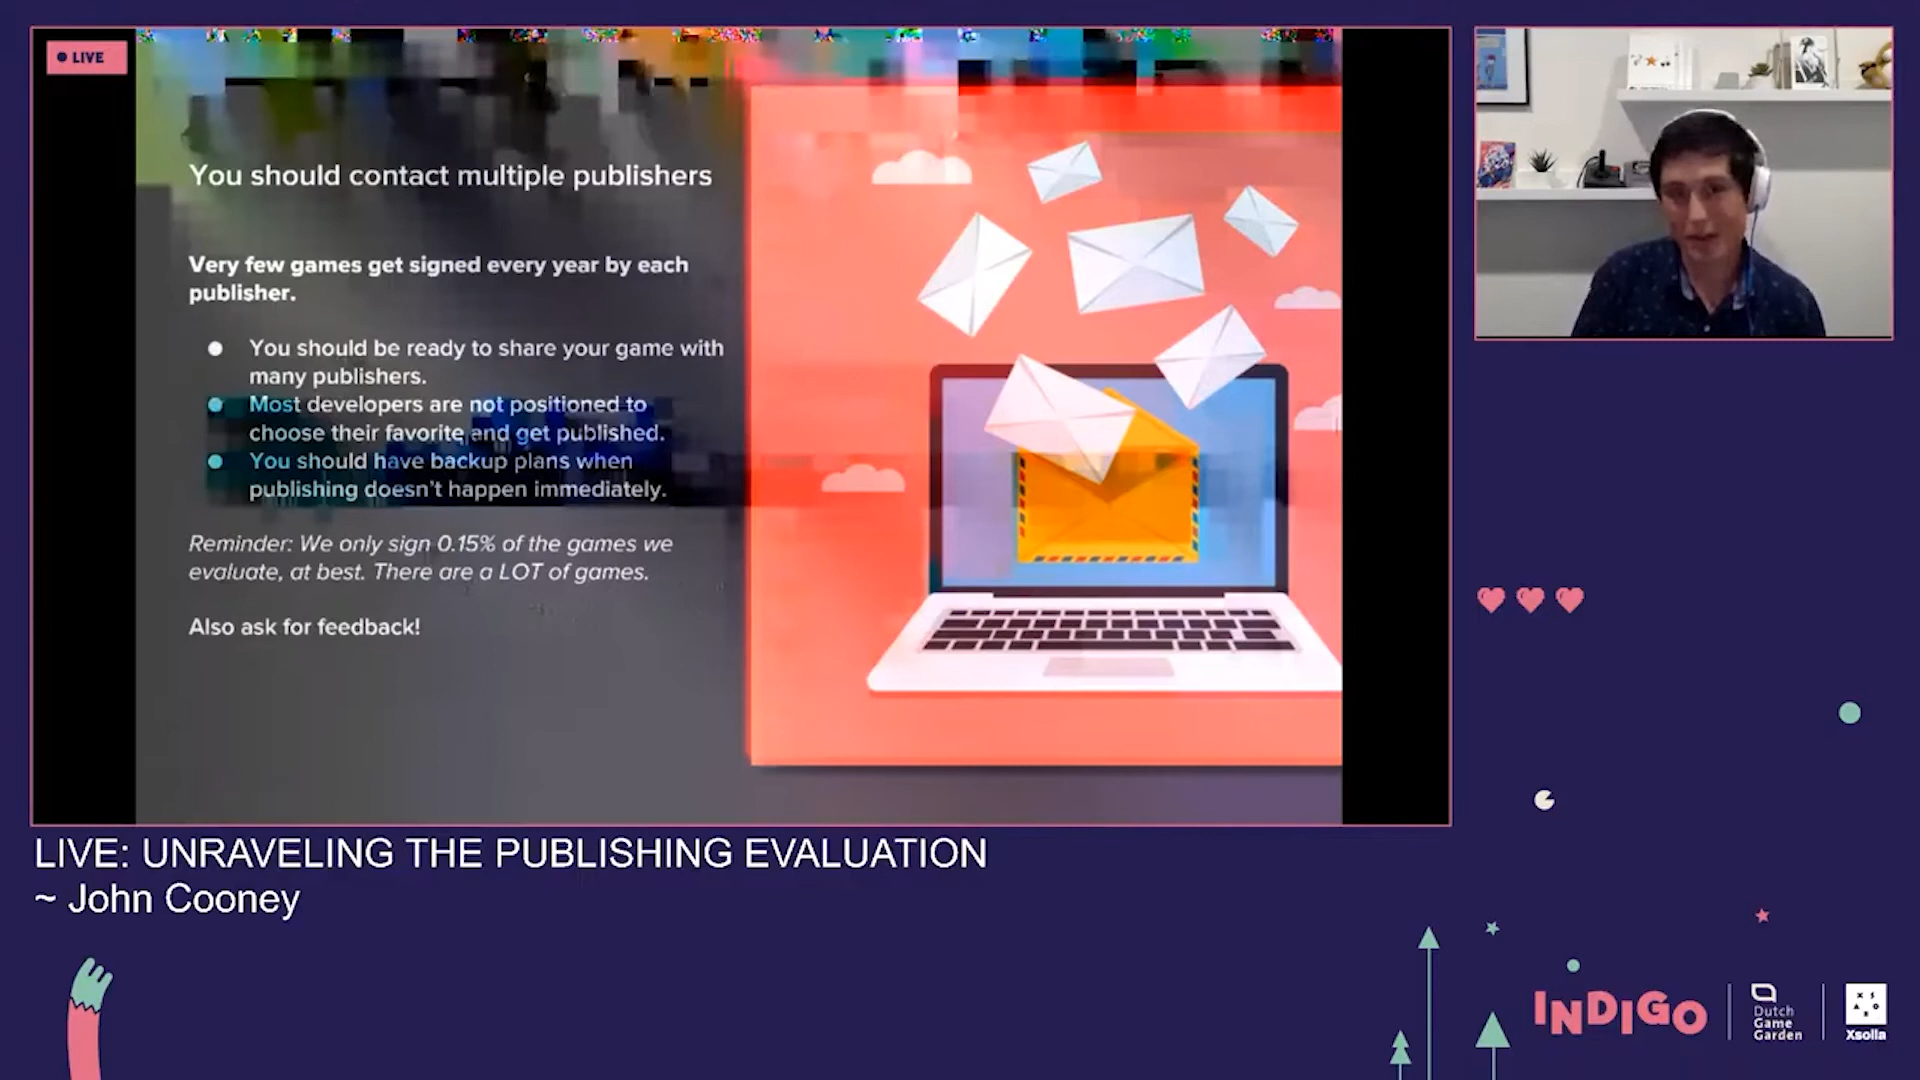 LIVE
You should contact multiple publishers
Very few games get signed every year by each
publisher.
● You should be ready to share your game with
many publishers.
● Most developers are not positioned to
choose their favorite and get published.
● You should have backup plans when
publishing doesn't happen immediately.
Reminder: We only sign 0.15% of the games we
evaluate, at best. There are a LOT of games.
Also ask for feedback!
LIVE: UNRAVELING THE PUBLISHING EVALUATION
~ John Cooney
INDIGO
Dutch
Game
Garden
XSOLLA
Xsolla